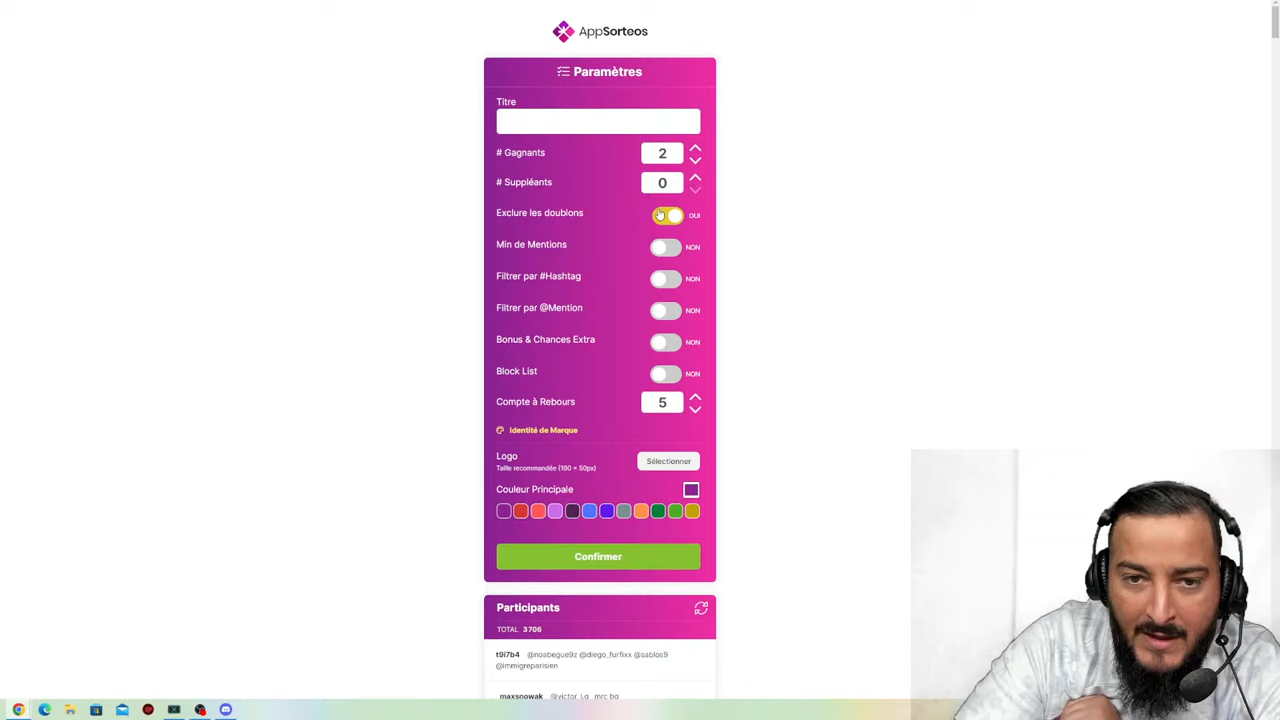 AppSorteos
Paramètres
Titre
# Gagnants 2
# Suppléants 0
Exclure les doublons OUI
Min de Mentions NON
Filtrer par #Hashtag NON
Filtrer par @Mention NON
Bonus & Chances Extra NON
Block List NON
Compte à Rebours 5
Identité de Marque
Logo
Taille recommandée (180 × 50px)
Sélectionner
Couleur Principale
Confirmer
Participants
TOTAL 3706
t9i7b4 @noabegue9z @diego_furfixx @sablos9
@immigreparisien
maxsnowak